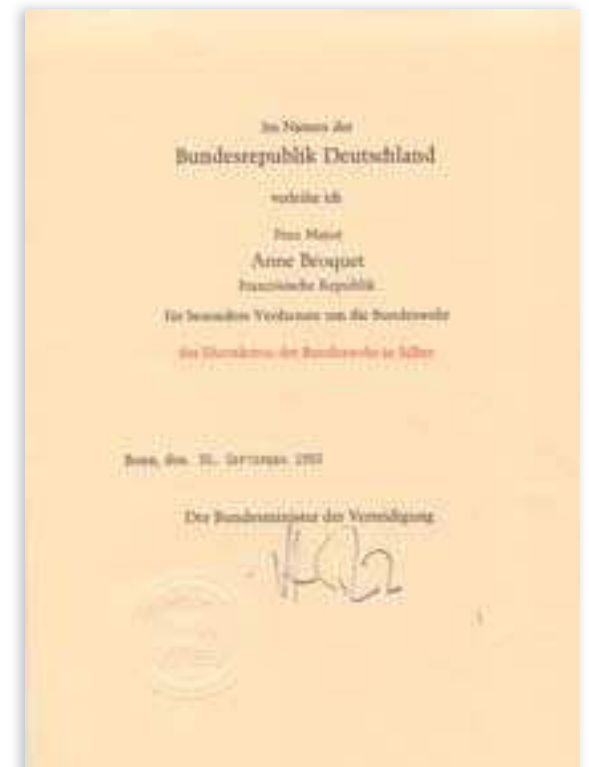 Im Namen der
Bundesrepublik Deutschland
verleihe ich
Frau Major
Anne Broquet
Französische Republik
für besondere Verdienste um die Bundeswehr
das Ehrenkreuz der Bundeswehr in Silber
Bonn, den
Der Bundesminister der Verteidigung